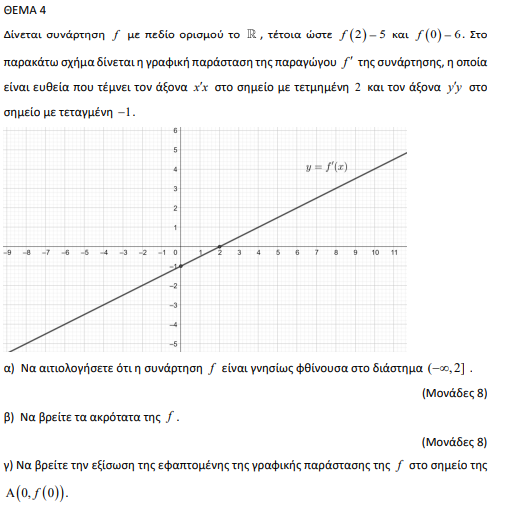 ΘΕΜΑ 4
Δίνεται συνάρτηση f με πεδίο ορισμού το ℝ, τέτοια ώστε f(2)−5 και f(0)−6. Στο
παρακάτω σχήμα δίνεται η γραφική παράσταση της παραγώγου f′ της συνάρτησης, η οποία
είναι ευθεία που τέμνει τον άξονα x′x στο σημείο με τετμημένη 2 και τον άξονα y′y στο
σημείο με τεταγμένη −1.
6
5
4
y = f′(x)
3
2
1
−9 −8 −7 −6 −5 −4 −3 −2 −1 0 1 2 3 4 5 6 7 8 9 10 11
−1
−2
−3
−4
−5
α) Να αιτιολογήσετε ότι η συνάρτηση f είναι γνησίως φθίνουσα στο διάστημα (−∞,2] .
(Μονάδες 8)
β) Να βρείτε τα ακρότατα της f .
(Μονάδες 8)
γ) Να βρείτε την εξίσωση της εφαπτομένης της γραφικής παράστασης της f στο σημείο της
Α(0, f(0)).